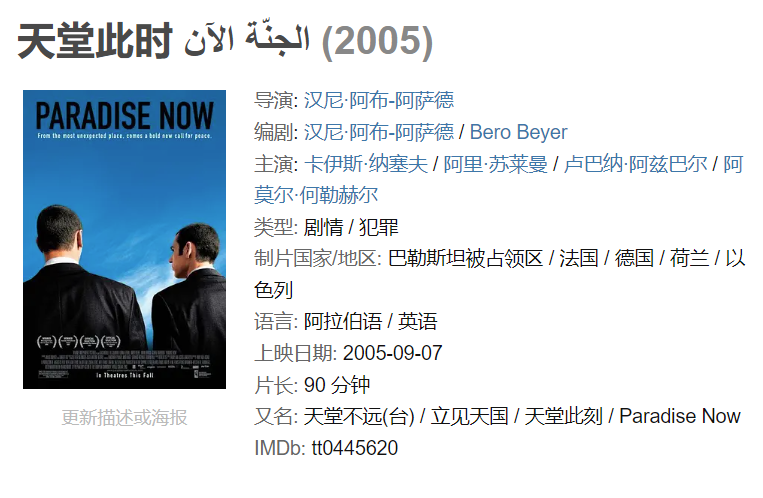 天堂此时 الجنّة الآن (2005)
PARADISE NOW
From the most unexpected place, comes a bold new call for peace.
In Theatres This Fall
更新描述或海报
导演: 汉尼·阿布-阿萨德
编剧: 汉尼·阿布-阿萨德 / Bero Beyer
主演: 卡伊斯·纳塞夫 / 阿里·苏莱曼 / 卢巴纳·阿兹巴尔 / 阿
莫尔·何勒赫尔
类型: 剧情 / 犯罪
制片国家/地区: 巴勒斯坦被占领区 / 法国 / 德国 / 荷兰 / 以
色列
语言: 阿拉伯语 / 英语
上映日期: 2005-09-07
片长: 90 分钟
又名: 天堂不远(台) / 立见天国 / 天堂此刻 / Paradise Now
IMDb: tt0445620